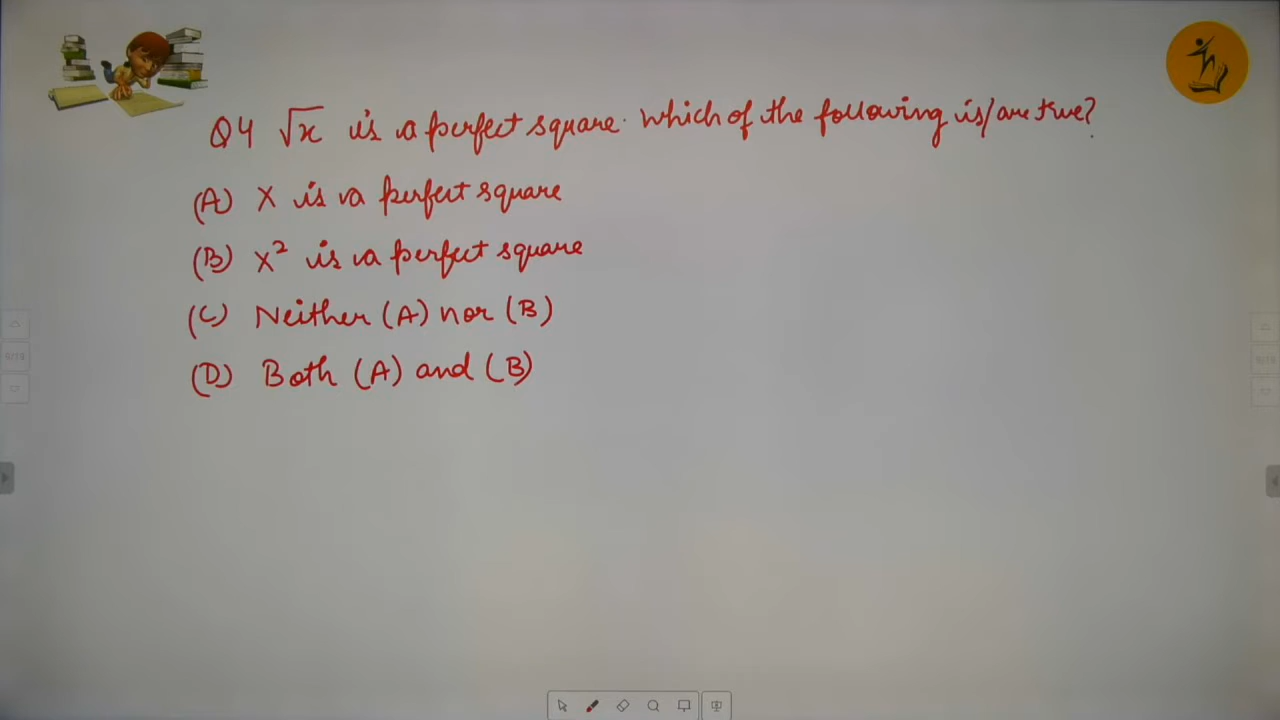 Q4 √x is a perfect square. which of the following is/are true?
(A) X is a perfect square
(B) X² is a perfect square
(C) Neither (A) nor (B)
(D) Both (A) and (B)